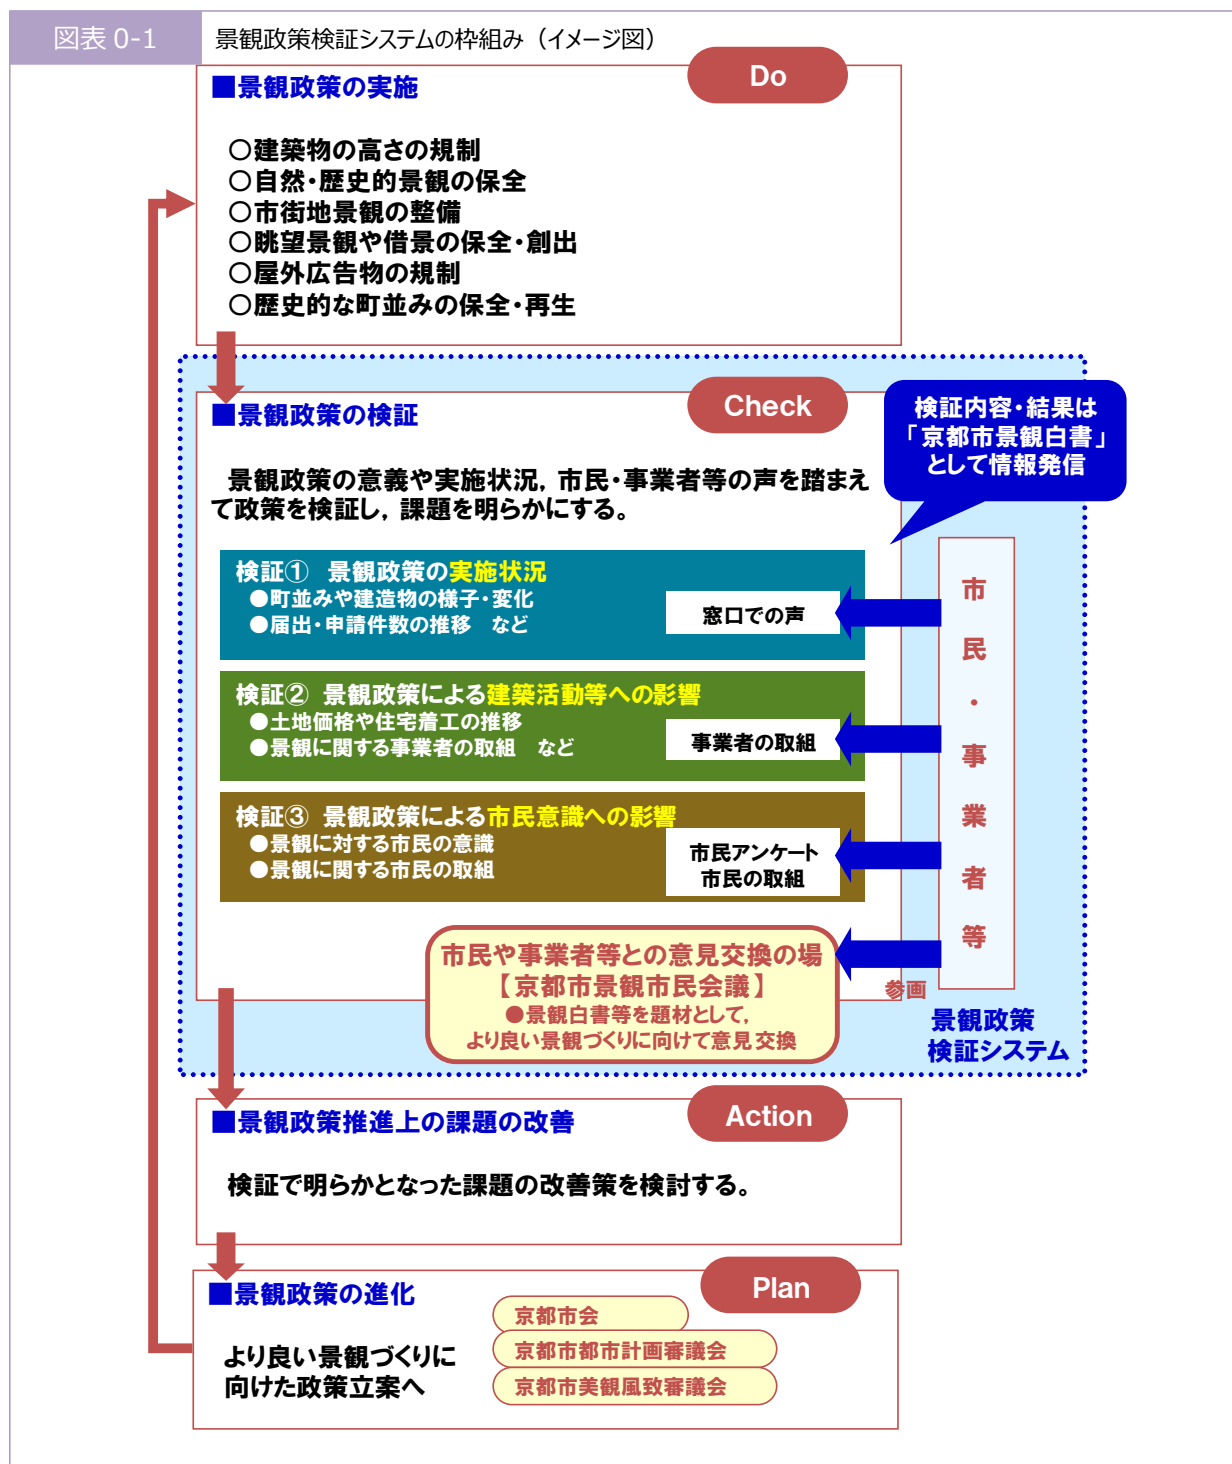 図表 0-1
景観政策検証システムの枠組み（イメージ図）
Do
■景観政策の実施
○建築物の高さの規制
○自然・歴史的景観の保全
○市街地景観の整備
○眺望景観や借景の保全・創出
○屋外広告物の規制
○歴史的な町並みの保全・再生
Check
■景観政策の検証
検証内容・結果は
「京都市景観白書」
として情報発信
景観政策の意義や実施状況，市民・事業者等の声を踏まえ
て政策を検証し，課題を明らかにする。
検証①　景観政策の実施状況
●町並みや建造物の様子・変化
●届出・申請件数の推移　など
窓口での声
検証②　景観政策による建築活動等への影響
●土地価格や住宅着工の推移
●景観に関する事業者の取組　など
事業者の取組
検証③　景観政策による市民意識への影響
●景観に対する市民の意識
●景観に関する市民の取組
市民アンケート
市民の取組
市民・事業者等
市民や事業者等との意見交換の場
【京都市景観市民会議】
●景観白書等を題材として，
より良い景観づくりに向けて意見交換
参画
景観政策
検証システム
Action
■景観政策推進上の課題の改善
検証で明らかとなった課題の改善策を検討する。
Plan
■景観政策の進化
より良い景観づくりに
向けた政策立案へ
京都市会
京都市都市計画審議会
京都市美観風致審議会